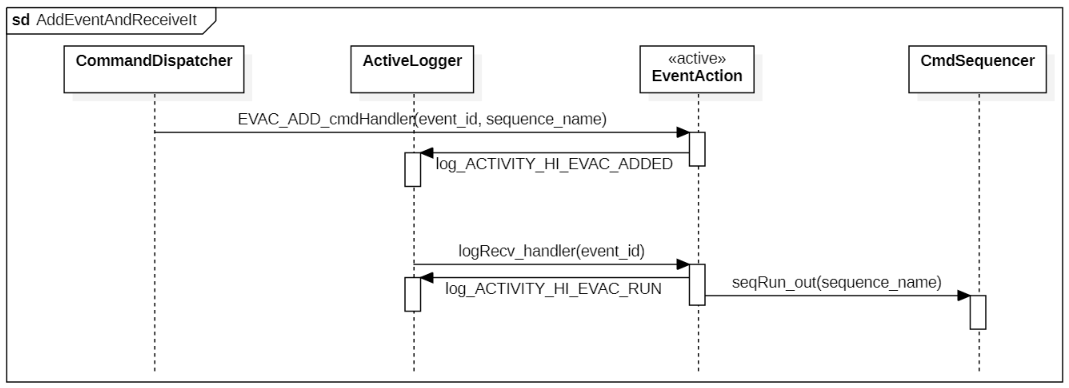 sd AddEventAndReceiveIt
CommandDispatcher
ActiveLogger
«active»
EventAction
CmdSequencer
EVAC_ADD_cmdHandler(event_id, sequence_name)
log_ACTIVITY_HI_EVAC_ADDED
logRecv_handler(event_id)
log_ACTIVITY_HI_EVAC_RUN
seqRun_out(sequence_name)